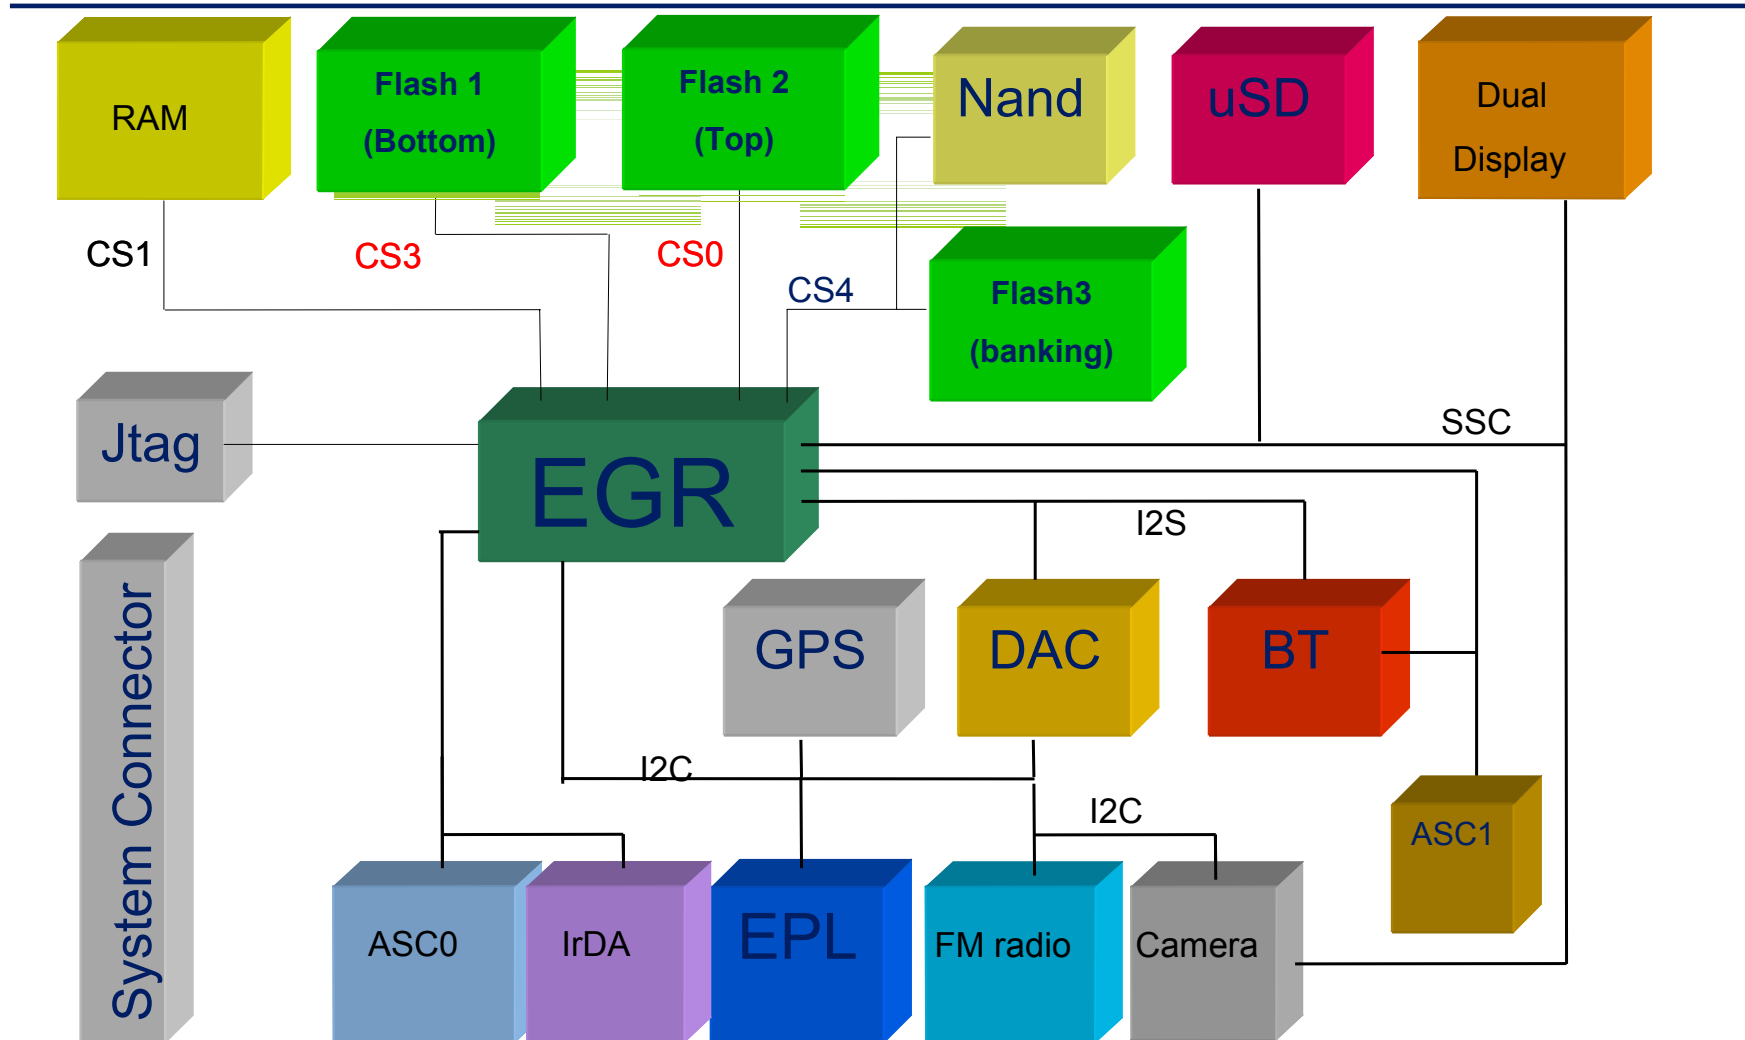 RAM
Flash 1
(Bottom)
Flash 2
(Top)
Nand
uSD
Dual
Display
CS1
CS3
CS0
CS4
Flash3
(banking)
Jtag
EGR
SSC
I2S
System Connector
GPS
DAC
BT
I2C
I2C
ASC1
ASC0
IrDA
EPL
FM radio
Camera